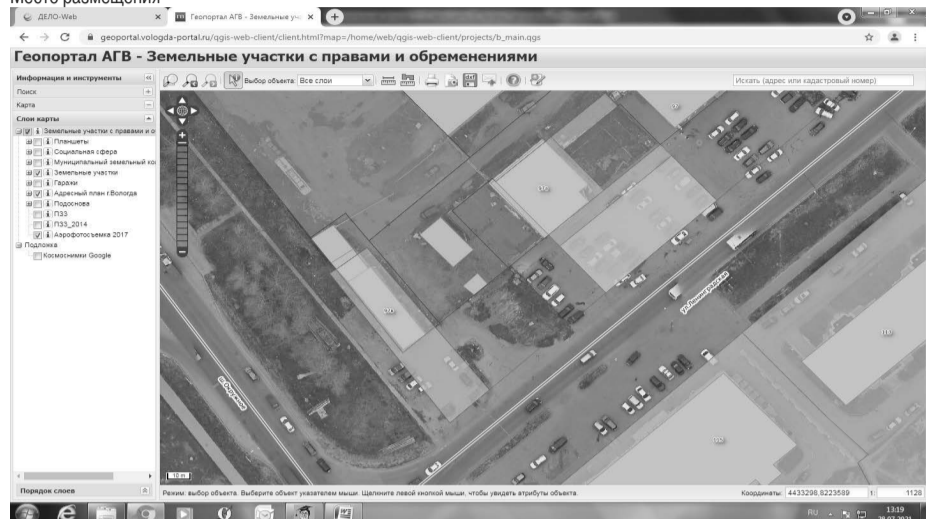 Место размещения
ДЕЛО-Web
Геопортал АГВ - Земельные уч
geoportal.vologda-portal.ru/qgis-web-client/client.html?map=/home/web/qgis-web-client/projects/b_main.qgs
Геопортал АГВ - Земельные участки с правами и обременениями
Информация и инструменты
Выбор объекта: Все слои
Искать (адрес или кадастровый номер)
Поиск
Карта
Слои карты
Земельные участки с правами и о
Планшеты
Социальная сфера
Муниципальный земельный ко
Земельные участки
Гаражи
Адресный план г.Вологда
Подоснова
ПЗЗ
ПЗЗ_2014
Аэрофотосъемка 2017
Подложка
Космоснимки Google
ул.Ленинградская
ш.Окружное
10 m
Порядок слоев
Режим: выбор объекта. Выберите объект указателем мыши. Щелкните левой кнопкой мыши, чтобы увидеть атрибуты объекта.
Координаты: 4433298.8223589 1: 1128
RU
13:19
28.07.2021